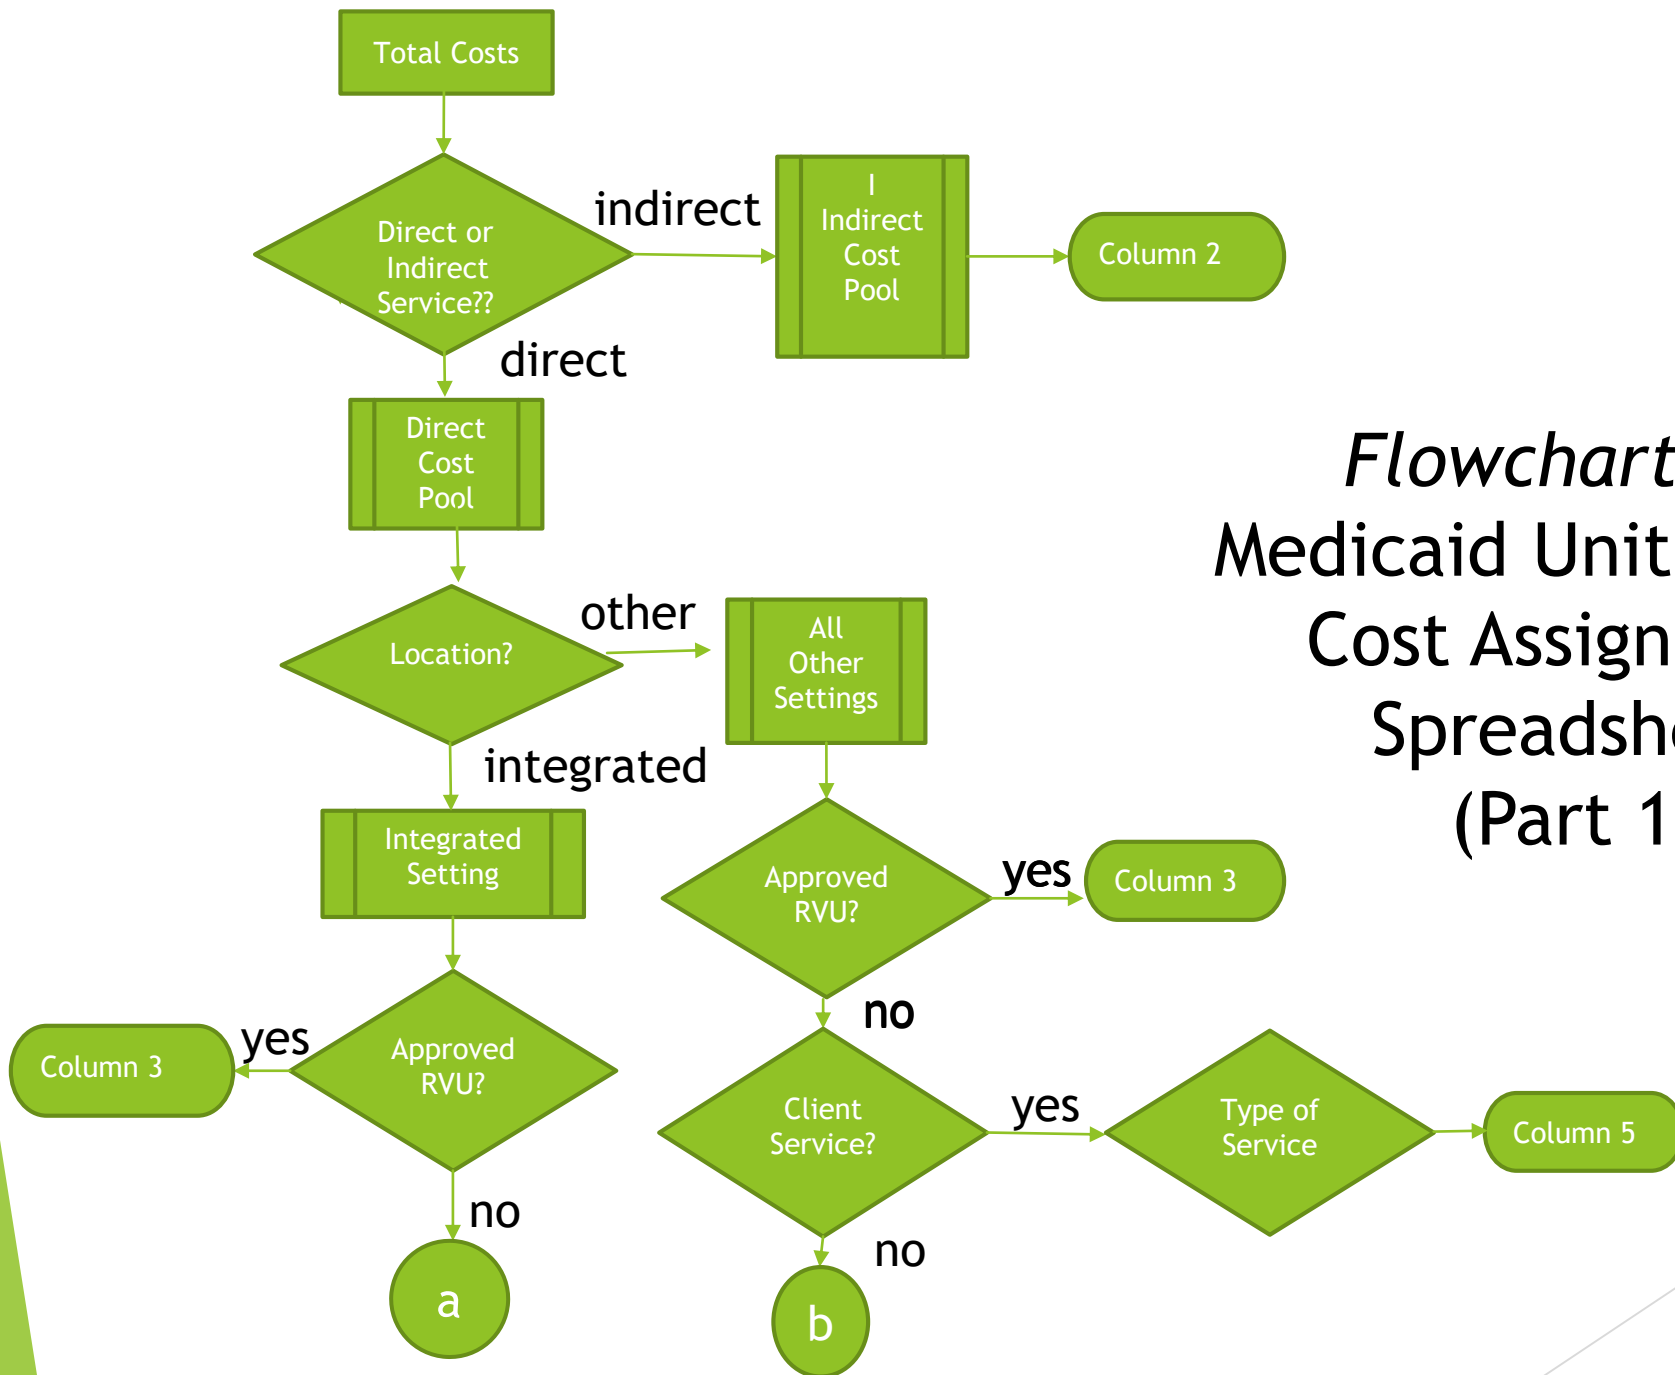 Total Costs
Direct or
Indirect
Service??
indirect
I
Indirect
Cost
Pool
Column 2
direct
Direct
Cost
Pool
Location?
other
All
Other
Settings
integrated
Integrated
Setting
Approved
RVU?
yes
Column 3
no
a
Approved
RVU?
yes
Column 3
no
Client
Service?
yes
Type of
Service
Column 5
no
b
Flowchart
Medicaid Unit
Cost Assign
Spreadsh
(Part 1